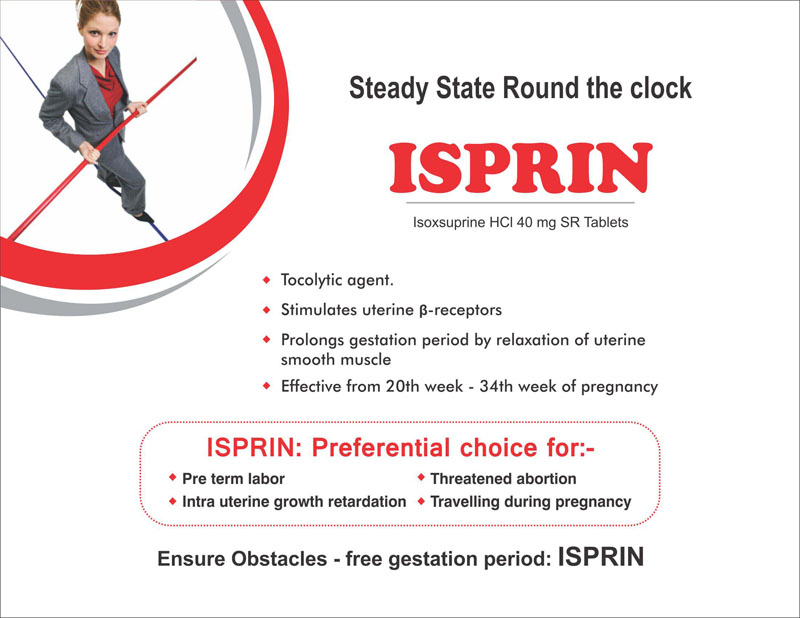 Steady State Round the clock
ISPRIN
Isoxsuprine HCl 40 mg SR Tablets
Tocolytic agent.
Stimulates uterine β-receptors
Prolongs gestation period by relaxation of uterine
smooth muscle
Effective from 20th week - 34th week of pregnancy
ISPRIN: Preferential choice for:-
Pre term labor
Threatened abortion
Intra uterine growth retardation
Travelling during pregnancy
Ensure Obstacles - free gestation period: ISPRIN